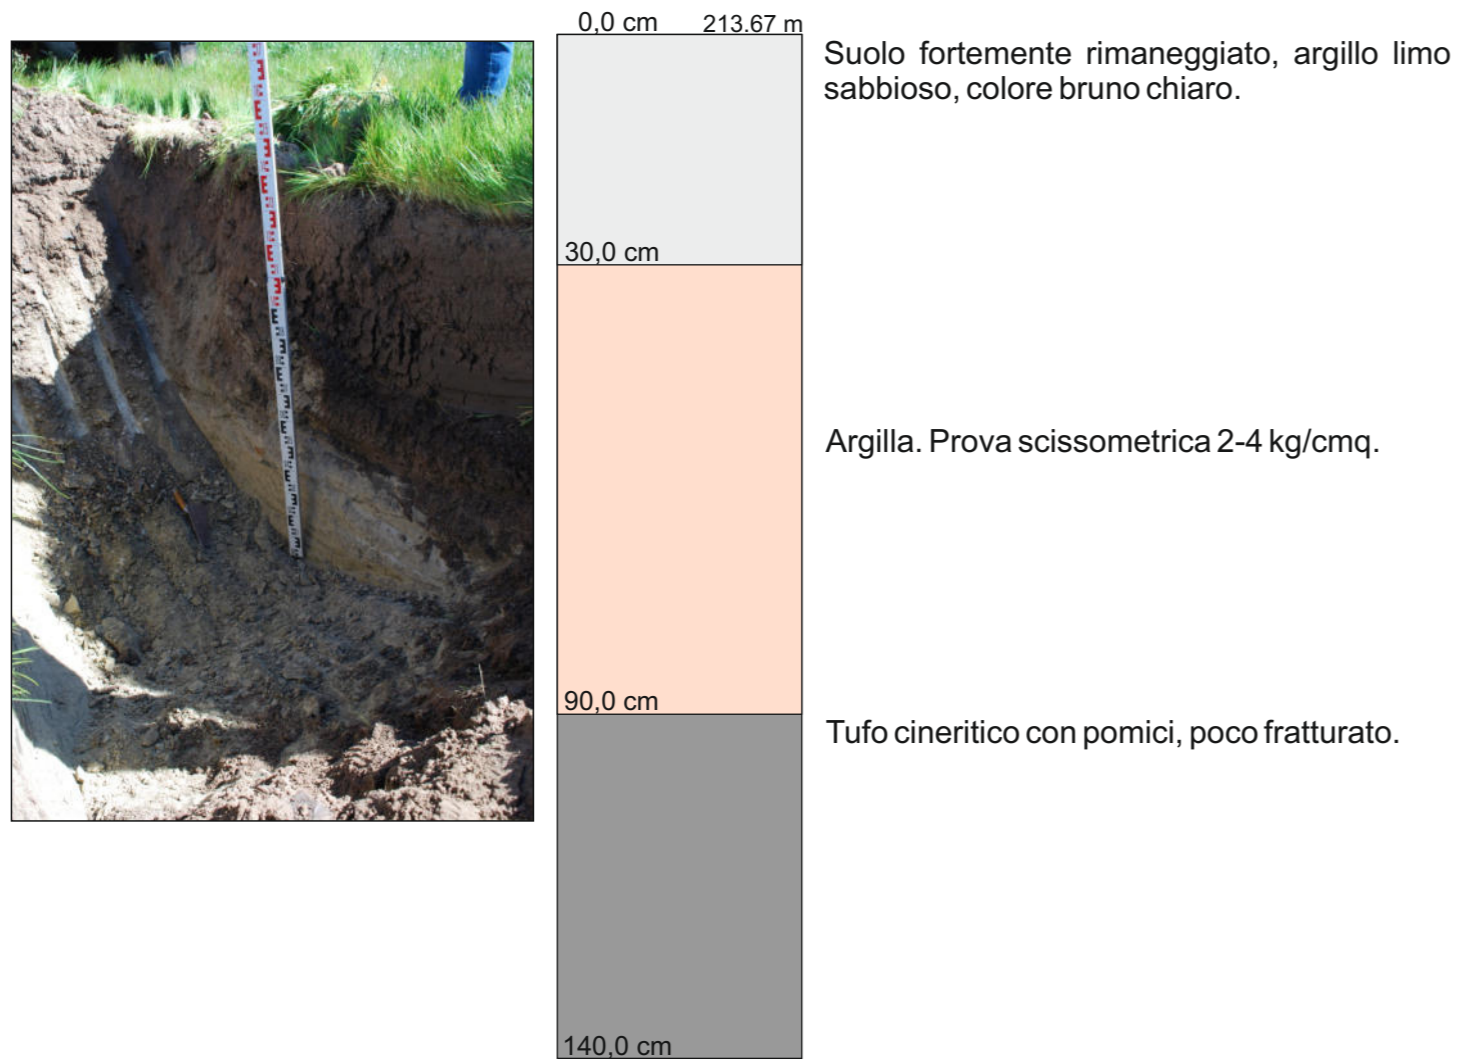 0,0 cm 213.67 m
Suolo fortemente rimaneggiato, argillo limo
sabbioso, colore bruno chiaro.
30,0 cm
Argilla. Prova scissometrica 2-4 kg/cmq.
90,0 cm
Tufo cineritico con pomici, poco fratturato.
140,0 cm